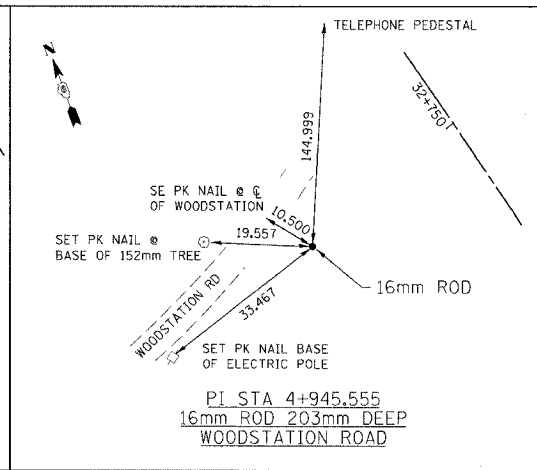 TELEPHONE PEDESTAL
N
32+750
144.999
SE PK NAIL @ ℄
OF WOODSTATION
10.500
SET PK NAIL @
BASE OF 152mm TREE
19.557
16mm ROD
WOODSTATION RD
33.467
SET PK NAIL BASE
OF ELECTRIC POLE
PI STA 4+945.555
16mm ROD 203mm DEEP
WOODSTATION ROAD